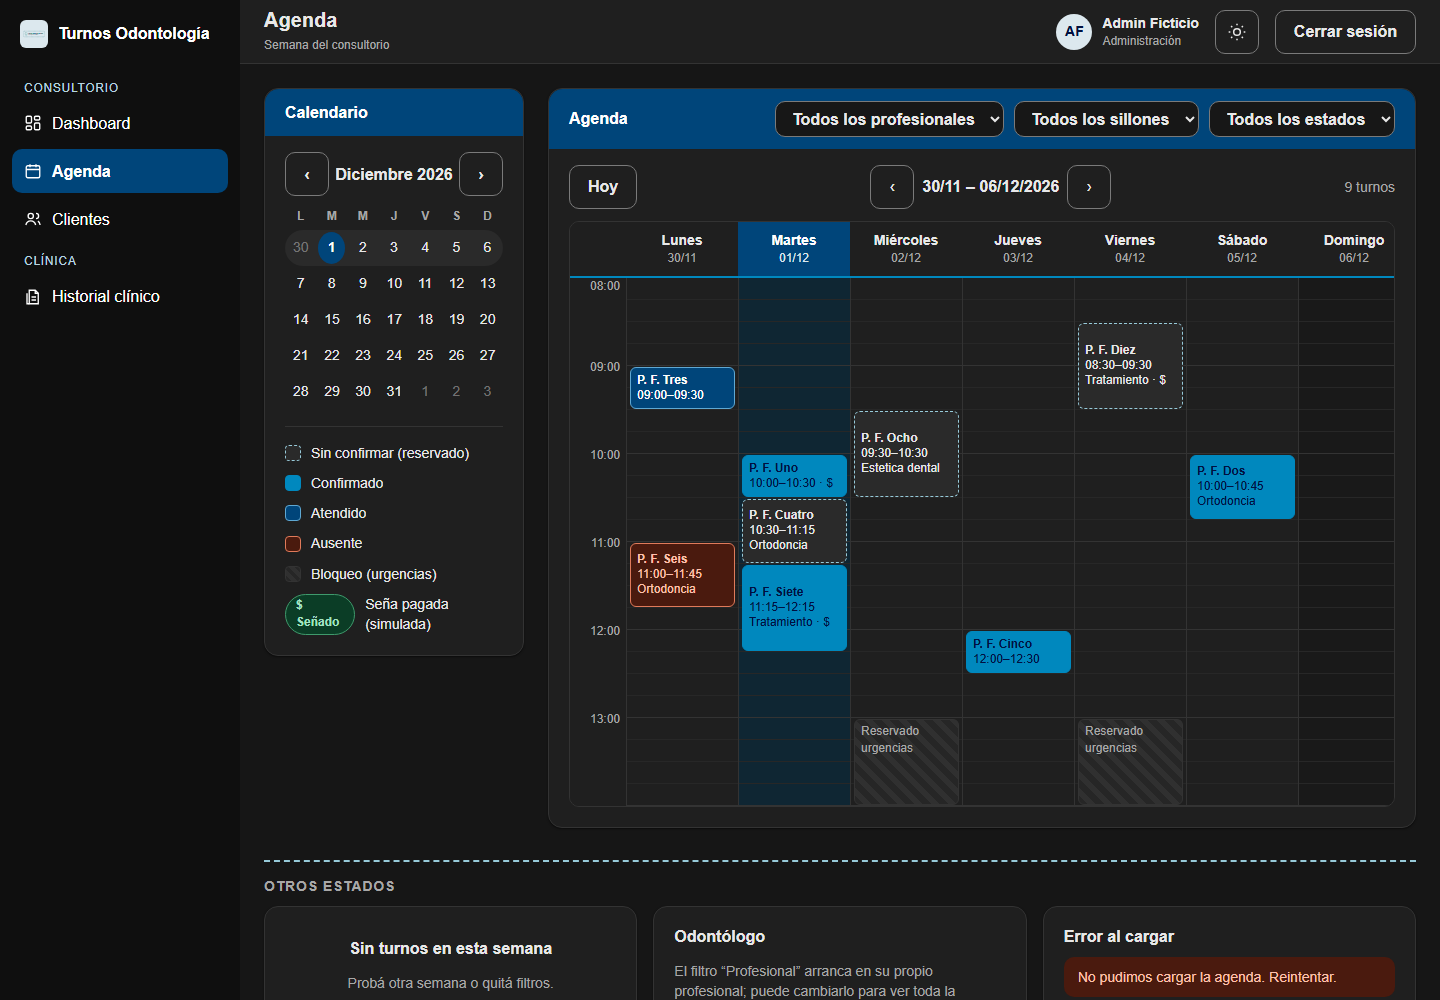 Turnos Odontología
CONSULTORIO
Dashboard
Agenda
Clientes
CLÍNICA
Historial clínico
Agenda
Semana del consultorio
AF
Admin Ficticio
Administración
Cerrar sesión
Calendario
‹ Diciembre 2026 ›
L M M J V S D
30 1 2 3 4 5 6
7 8 9 10 11 12 13
14 15 16 17 18 19 20
21 22 23 24 25 26 27
28 29 30 31 1 2 3
Sin confirmar (reservado)
Confirmado
Atendido
Ausente
Bloqueo (urgencias)
$
Señado
Seña pagada
(simulada)
Agenda
Todos los profesionales
Todos los sillones
Todos los estados
Hoy
‹ 30/11 – 06/12/2026 ›
9 turnos
Lunes Martes Miércoles Jueves Viernes Sábado Domingo
30/11 01/12 02/12 03/12 04/12 05/12 06/12
08:00
09:00
10:00
11:00
12:00
13:00
P. F. Tres
09:00–09:30
P. F. Seis
11:00–11:45
Ortodoncia
P. F. Uno
10:00–10:30 · $
P. F. Cuatro
10:30–11:15
Ortodoncia
P. F. Siete
11:15–12:15
Tratamiento · $
P. F. Ocho
09:30–10:30
Estetica dental
Reservado
urgencias
P. F. Cinco
12:00–12:30
P. F. Diez
08:30–09:30
Tratamiento · $
Reservado
urgencias
P. F. Dos
10:00–10:45
Ortodoncia
OTROS ESTADOS
Sin turnos en esta semana
Probá otra semana o quitá filtros.
Odontólogo
El filtro “Profesional” arranca en su propio
profesional; puede cambiarlo para ver toda la
Error al cargar
No pudimos cargar la agenda. Reintentar.